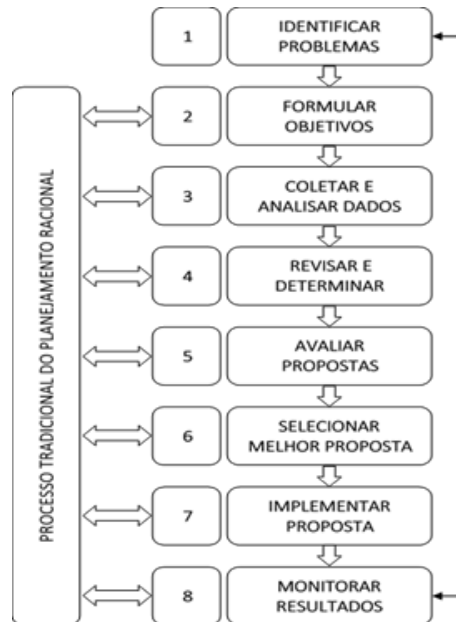 1
IDENTIFICAR
PROBLEMAS
PROCESSO TRADICIONAL DO PLANEJAMENTO RACIONAL
2
FORMULAR
OBJETIVOS
3
COLETAR E
ANALISAR DADOS
4
REVISAR E
DETERMINAR
5
AVALIAR
PROPOSTAS
6
SELECIONAR
MELHOR PROPOSTA
7
IMPLEMENTAR
PROPOSTA
8
MONITORAR
RESULTADOS